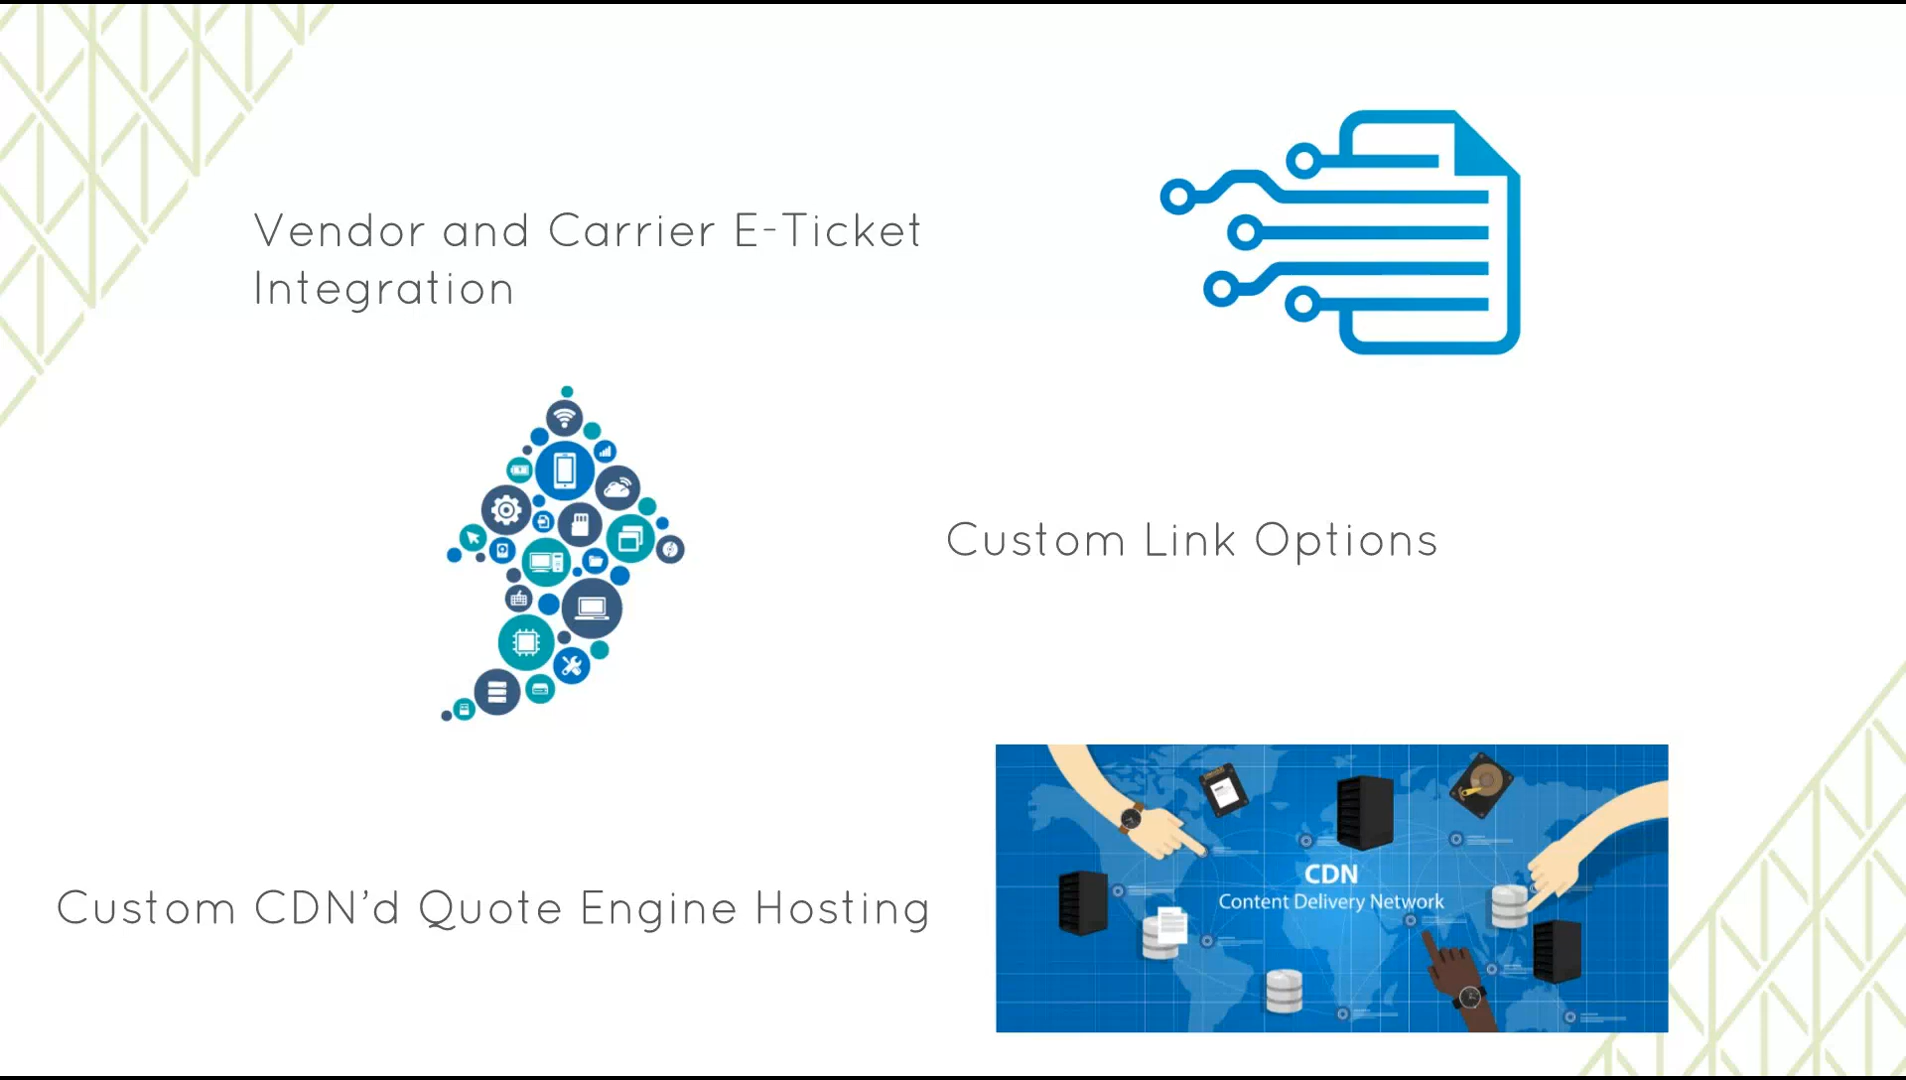 Vendor and Carrier E-Ticket
Integration
Custom Link Options
Custom CDN’d Quote Engine Hosting
CDN
Content Delivery Network